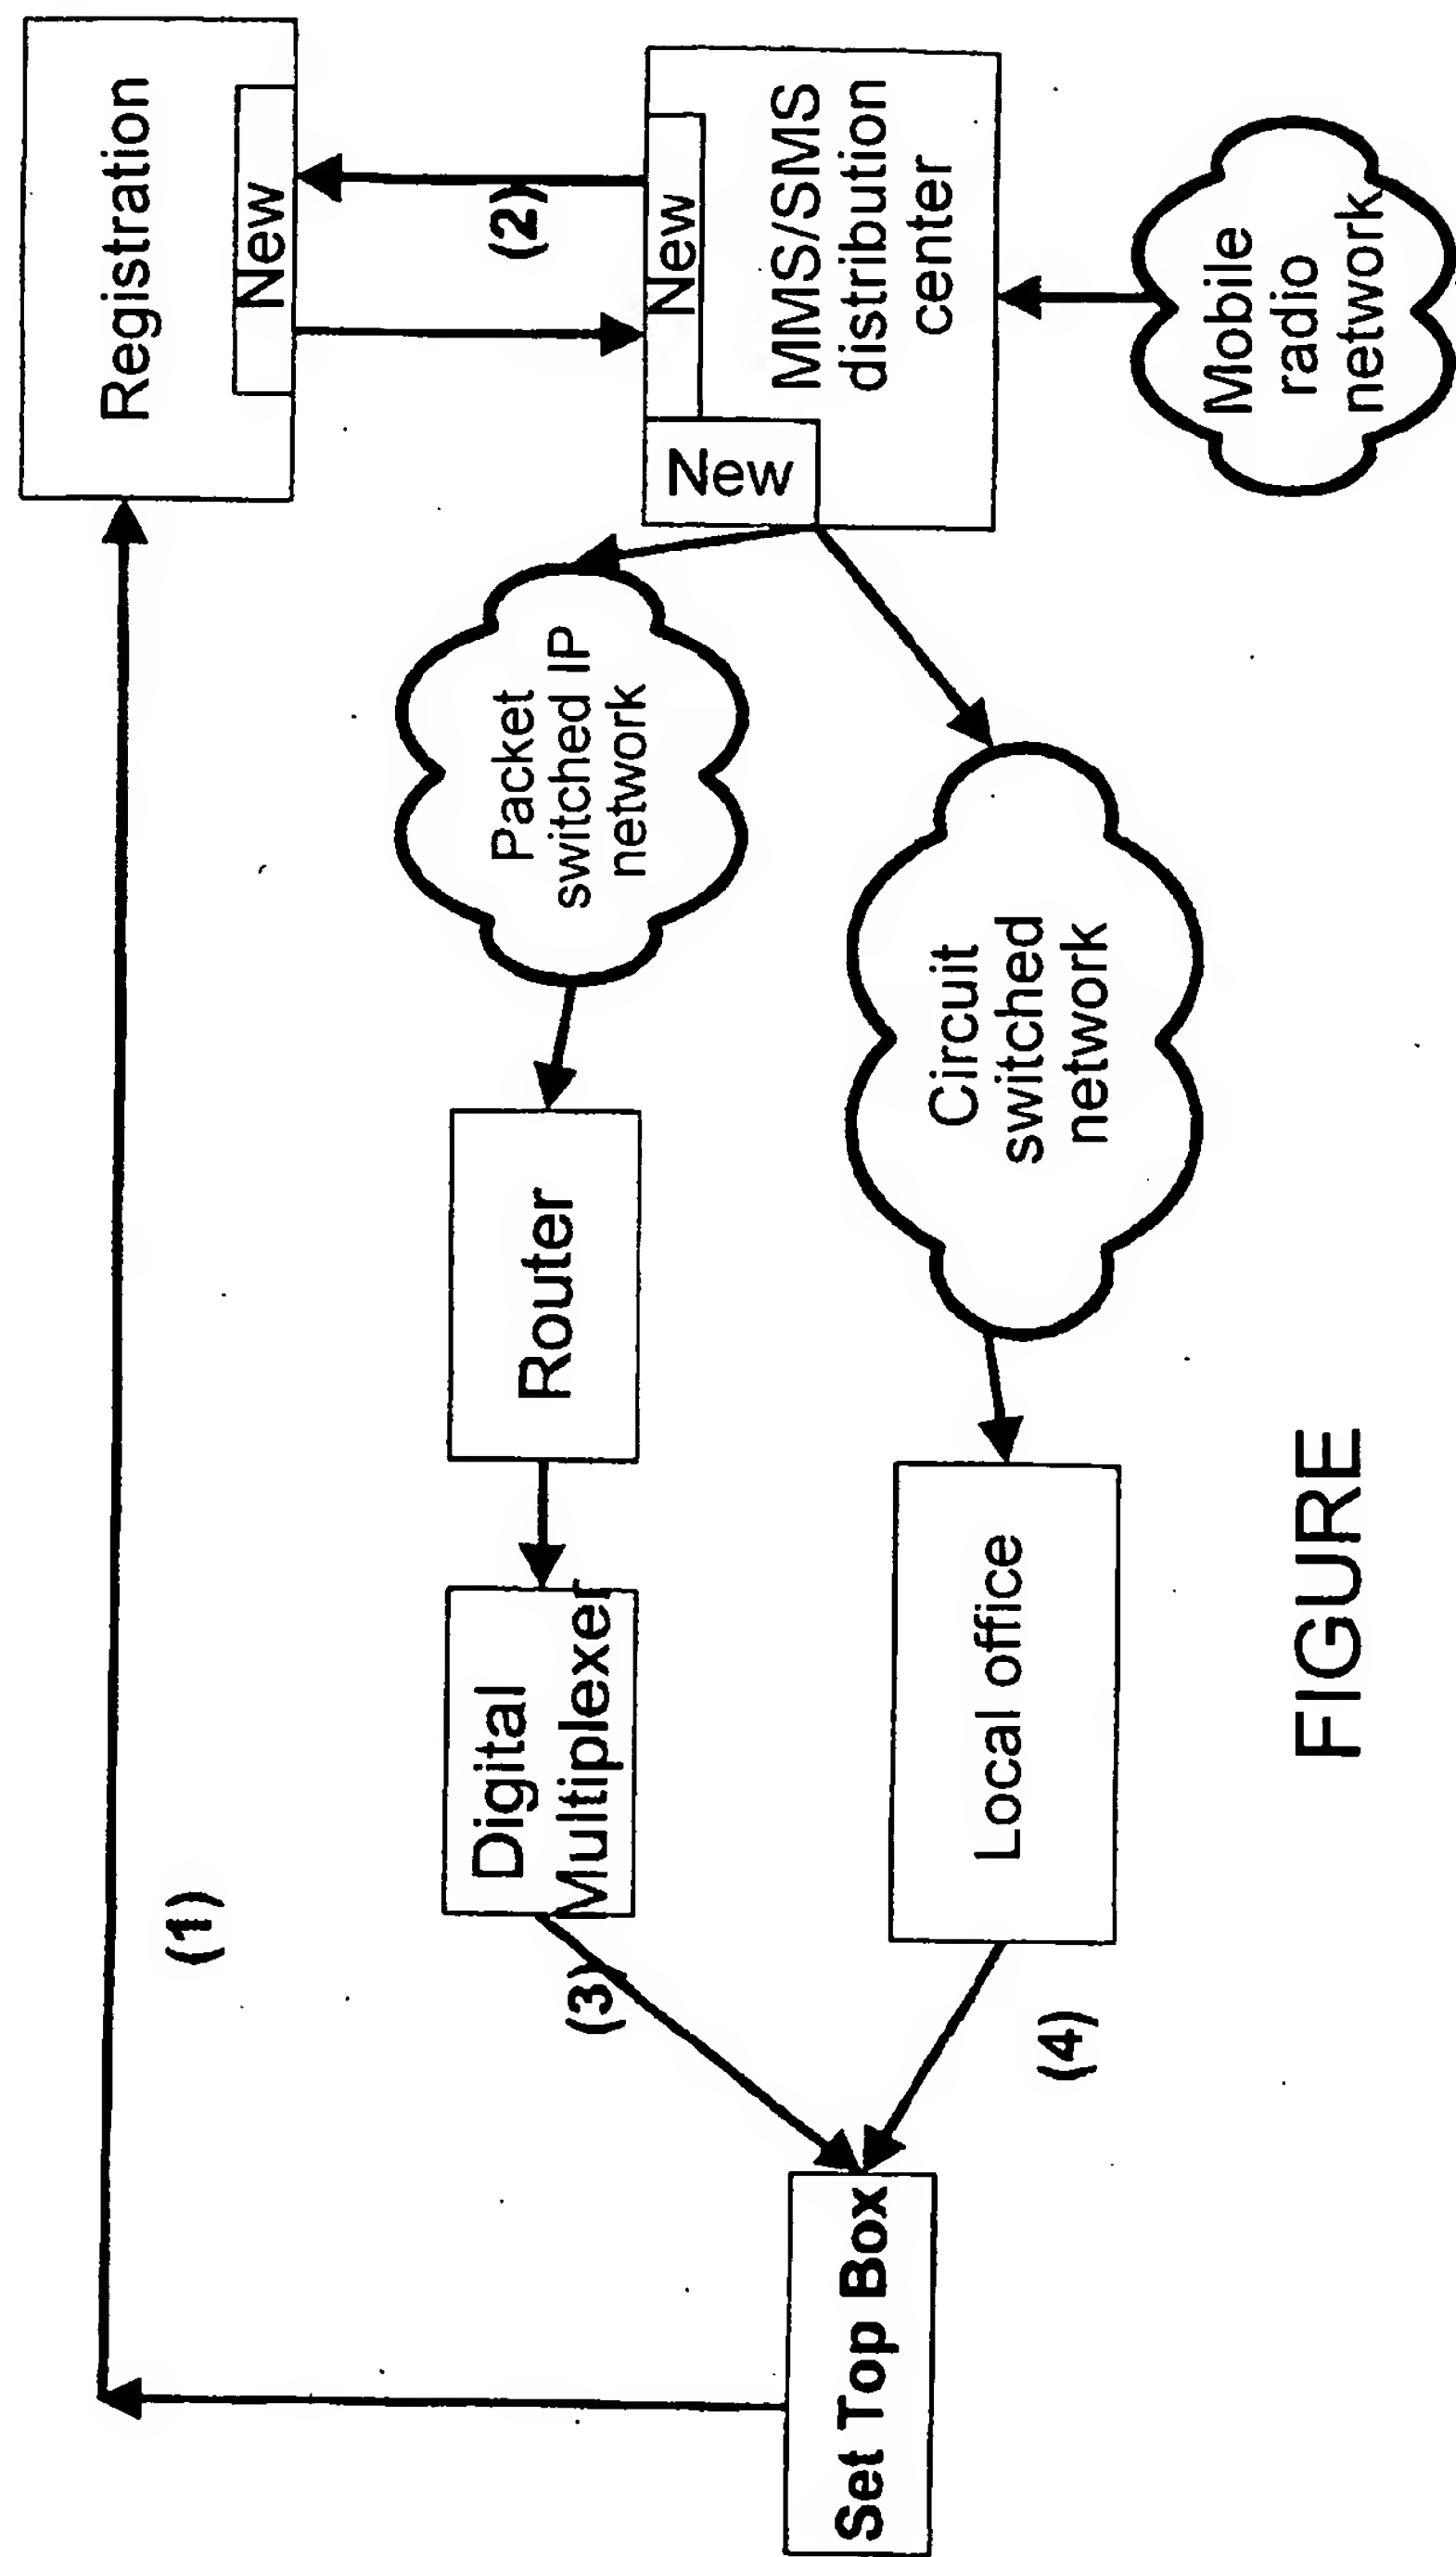 Registration
New
(2)
New
MMS/SMS
distribution
center
New
Mobile
radio
network
Packet
switched IP
network
Circuit
switched
network
Router
Digital
Multiplexer
Local office
(1)
(3)
(4)
Set Top Box
FIGURE